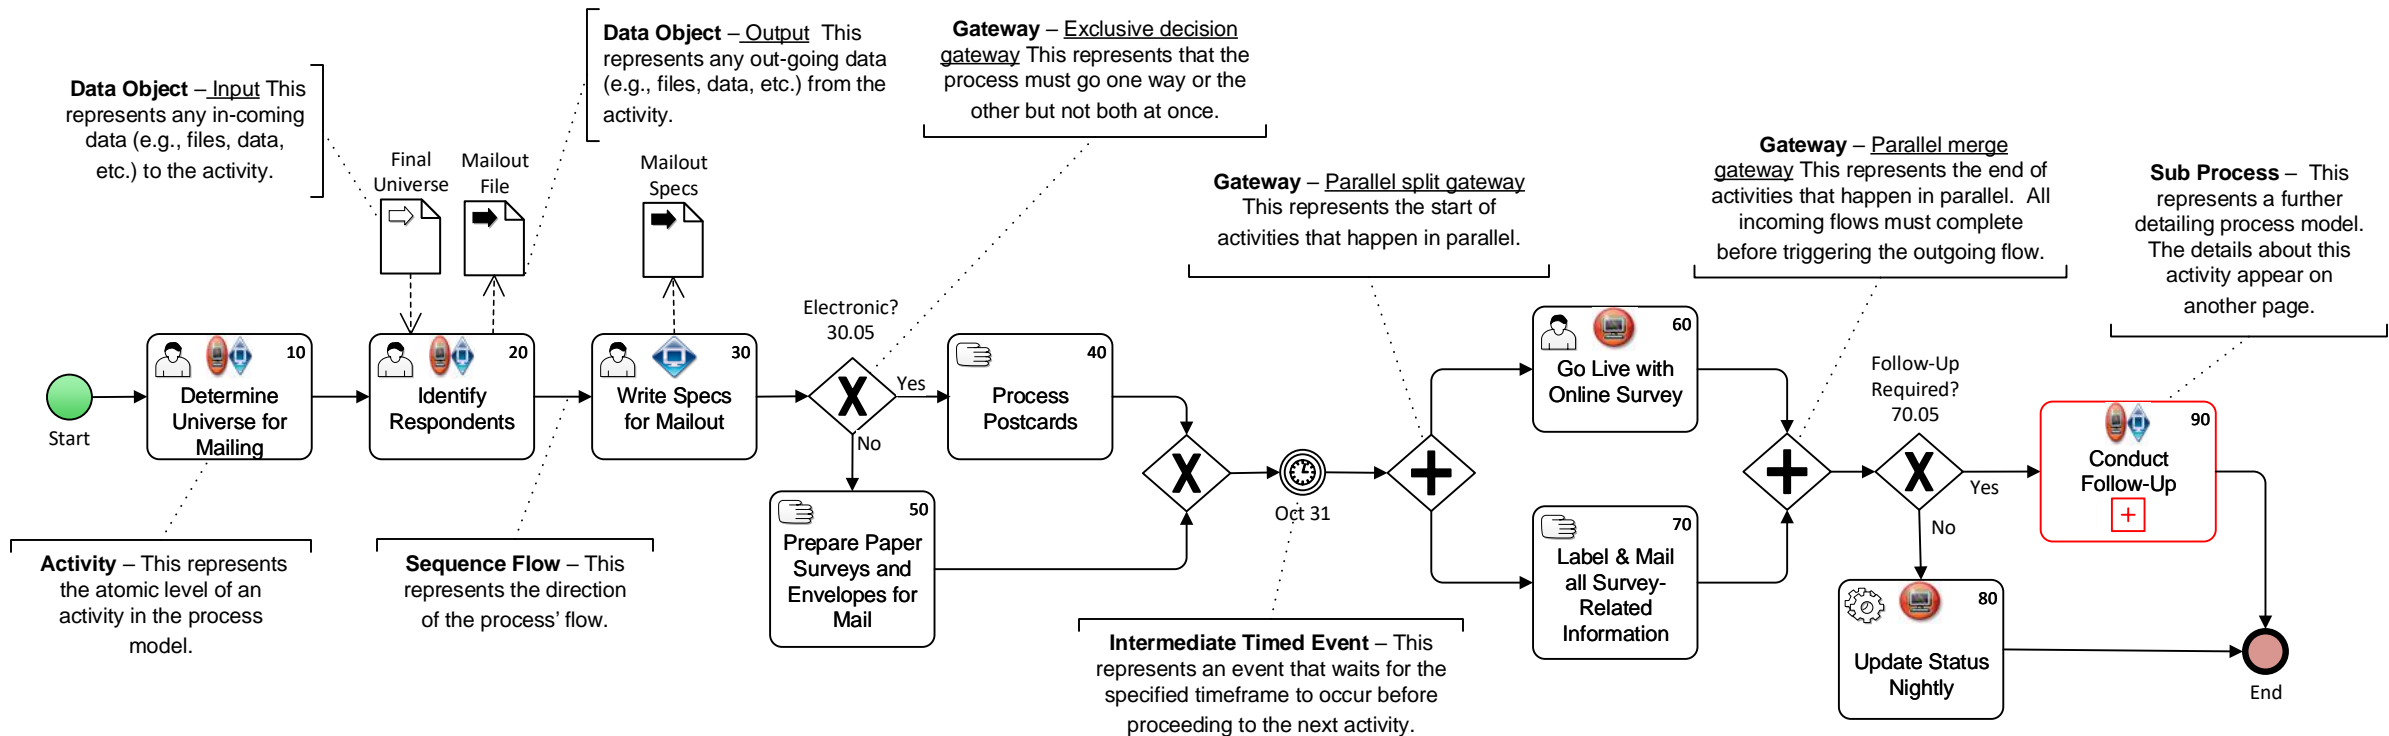 Data Object – Input This
represents any in-coming
data (e.g., files, data,
etc.) to the activity.
Data Object – Output  This
represents any out-going data
(e.g., files, data, etc.) from the
activity.
Gateway – Exclusive decision
gateway This represents that the
process must go one way or the
other but not both at once.
Gateway – Parallel split gateway
This represents the start of
activities that happen in parallel.
Gateway – Parallel merge
gateway This represents the end of
activities that happen in parallel.  All
incoming flows must complete
before triggering the outgoing flow.
Sub Process –  This
represents a further
detailing process model.
The details about this
activity appear on
another page.
Final
Universe
Mailout
File
Mailout
Specs
Start
10
Determine
Universe for
Mailing
20
Identify
Respondents
30
Write Specs
for Mailout
Electronic?
30.05
X
Yes
No
40
Process
Postcards
50
Prepare Paper
Surveys and
Envelopes for
Mail
X
Oct 31
60
Go Live with
Online Survey
70
Label & Mail
all Survey-
Related
Information
Follow-Up
Required?
70.05
X
Yes
No
90
Conduct
Follow-Up
80
Update Status
Nightly
End
Activity – This represents
the atomic level of an
activity in the process
model.
Sequence Flow – This
represents the direction
of the process’ flow.
Intermediate Timed Event – This
represents an event that waits for the
specified timeframe to occur before
proceeding to the next activity.